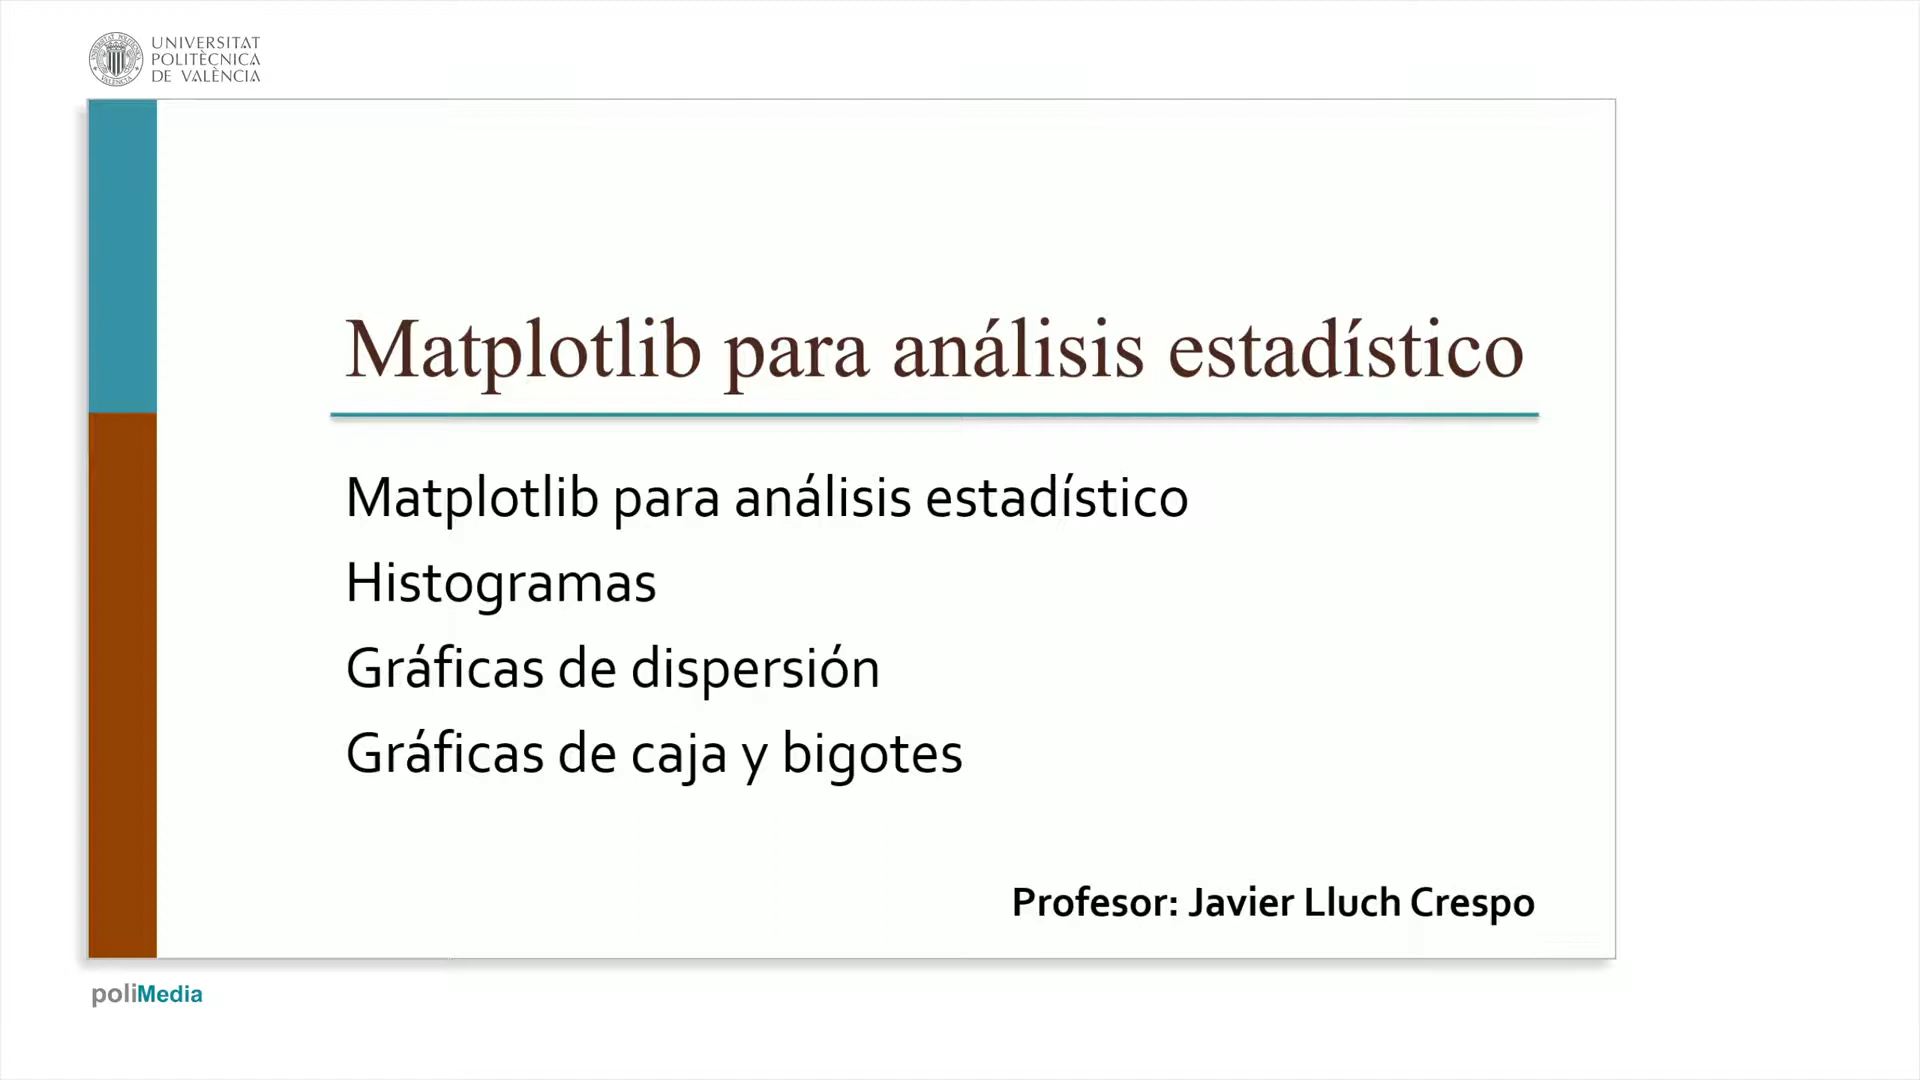 UNIVERSITAT
POLITÈCNICA
DE VALÈNCIA
Matplotlib para análisis estadístico
Matplotlib para análisis estadístico
Histogramas
Gráficas de dispersión
Gráficas de caja y bigotes
Profesor: Javier Lluch Crespo
poliMedia